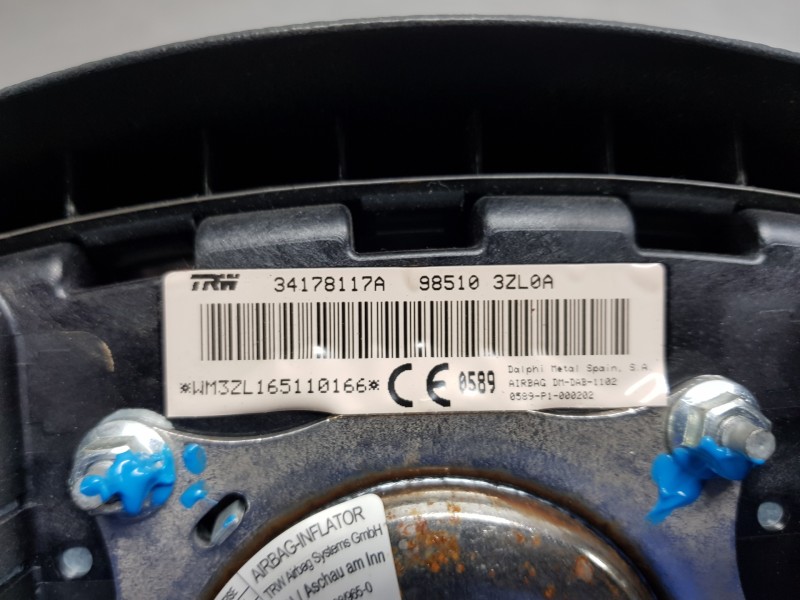 TRW 34178117A 98510 3ZL0A
*WM3ZL165110166* CE 0589
Dalphi Metal Spain, S.A
AIRBAG DM-DAB-1102
0589-P1-000202
AIRBAG-INFLATOR
TRW Airbag Systems GmbH
Aschau am Inn